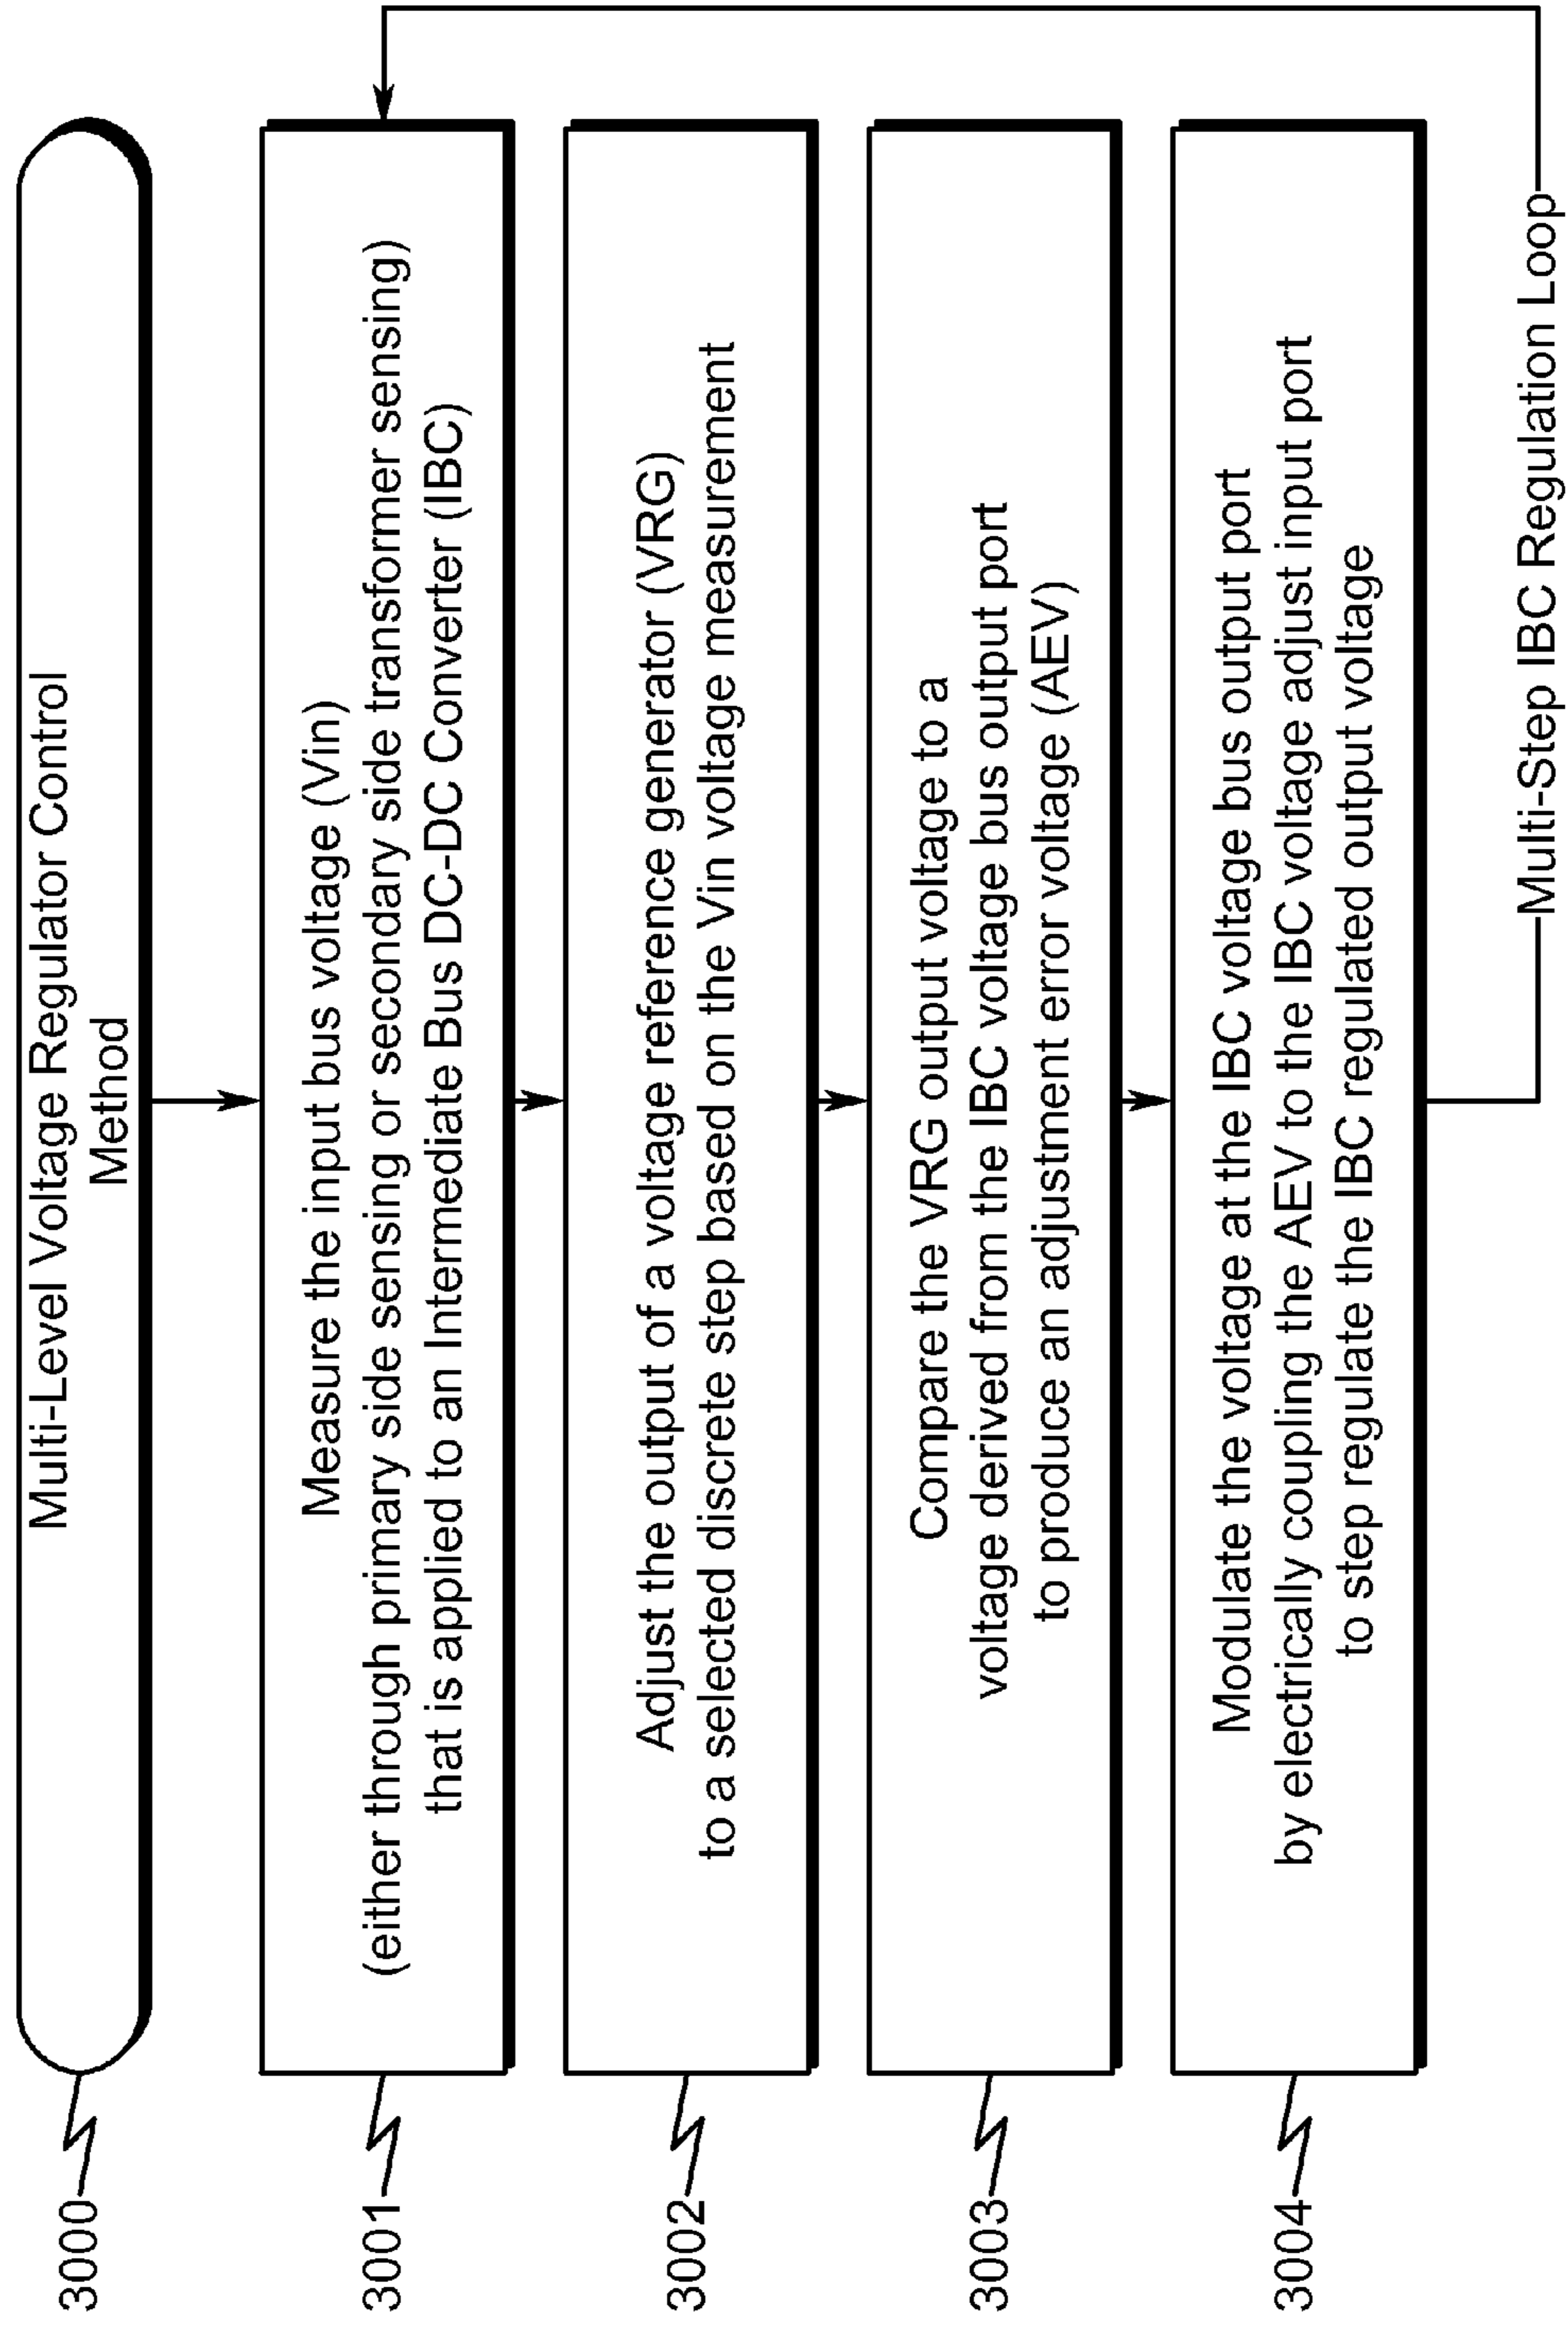 3000
Multi-Level Voltage Regulator Control
Method
3001
Measure the input bus voltage (Vin)
(either through primary side sensing or secondary side transformer sensing)
that is applied to an Intermediate Bus DC-DC Converter (IBC)
3002
Adjust the output of a voltage reference generator (VRG)
to a selected discrete step based on the Vin voltage measurement
3003
Compare the VRG output voltage to a
voltage derived from the IBC voltage bus output port
to produce an adjustment error voltage (AEV)
3004
Modulate the voltage at the IBC voltage bus output port
by electrically coupling the AEV to the IBC voltage adjust input port
to step regulate the IBC regulated output voltage
Multi-Step IBC Regulation Loop